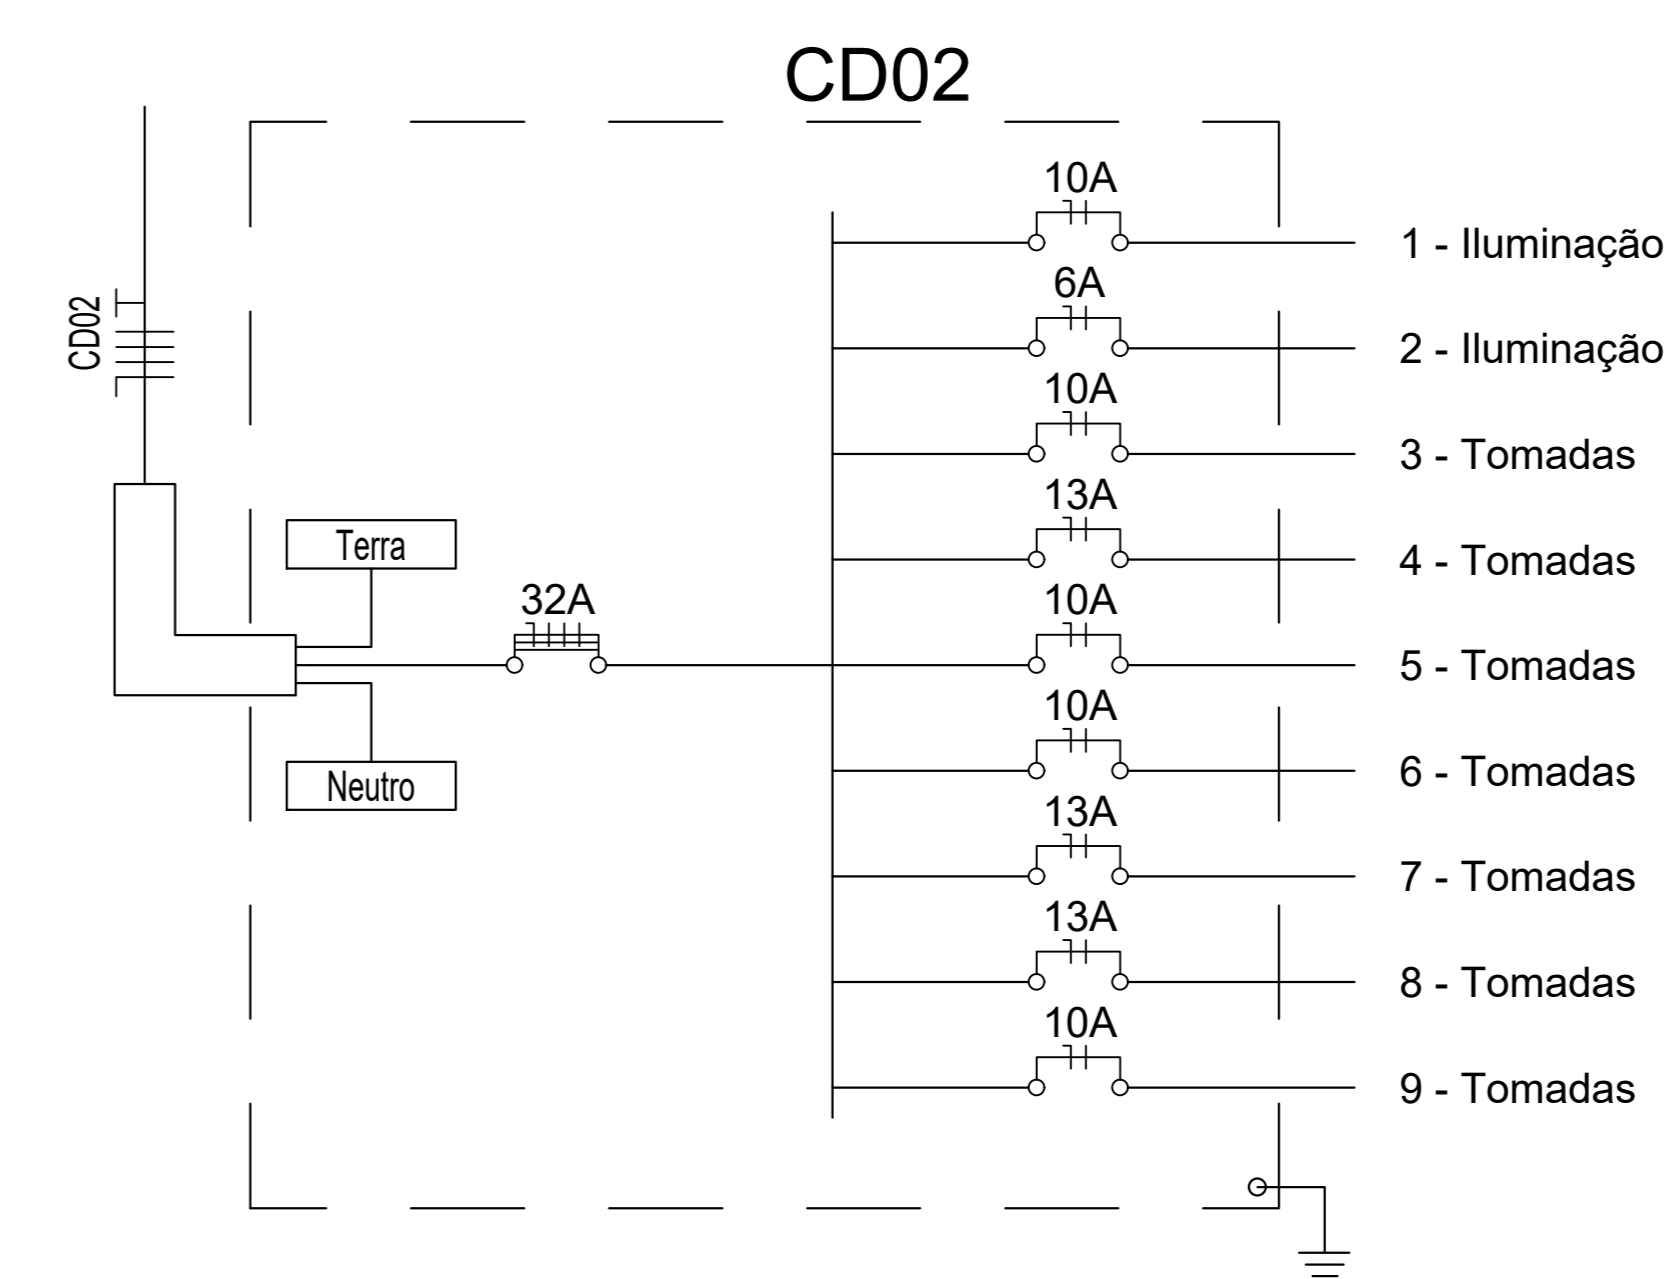 CD02
10A
1 - Iluminação
6A
2 - Iluminação
CD02
10A
3 - Tomadas
13A
4 - Tomadas
Terra
32A
10A
5 - Tomadas
10A
6 - Tomadas
Neutro
13A
7 - Tomadas
13A
8 - Tomadas
10A
9 - Tomadas